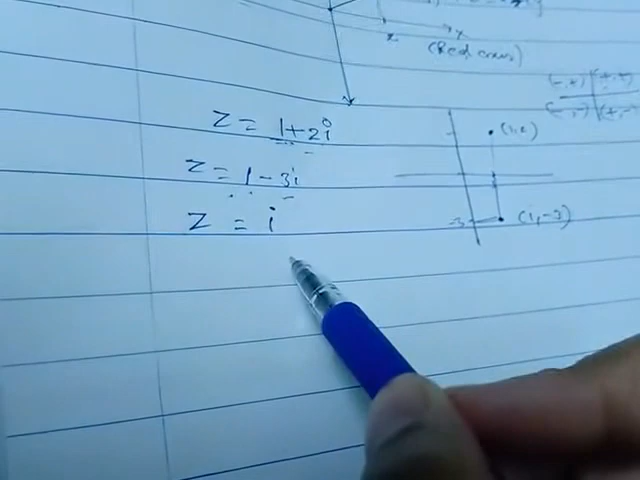 x
x
(Real axis)
z = 1+2i
(1,2)
z = 1-3i
-3
(1,-3)
z = i